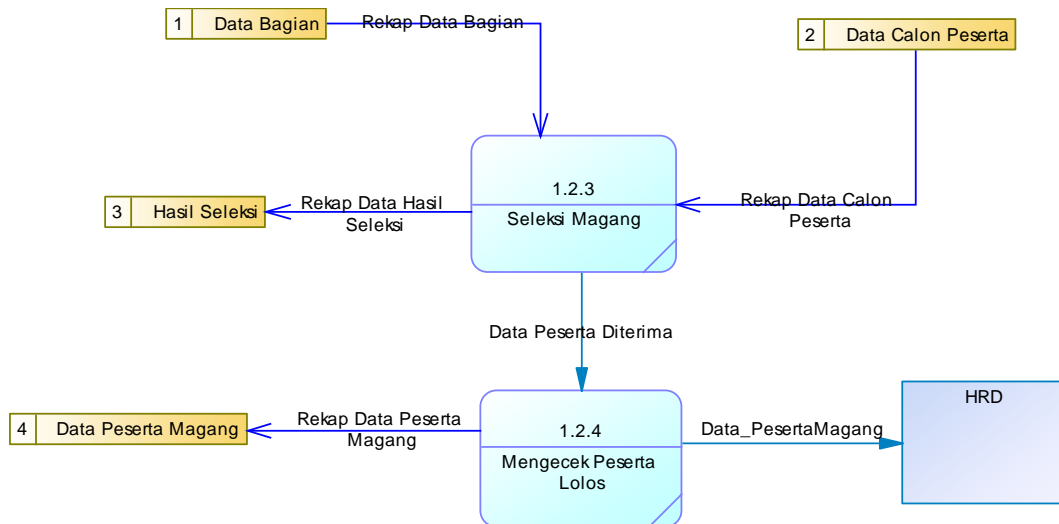 1 Data Bagian
Rekap Data Bagian
2 Data Calon Peserta
1.2.3
Seleksi Magang
3 Hasil Seleksi
Rekap Data Hasil
Seleksi
Rekap Data Calon
Peserta
Data Peserta Diterima
HRD
4 Data Peserta Magang
Rekap Data Peserta
Magang
1.2.4
Mengecek Peserta
Lolos
Data_PesertaMagang